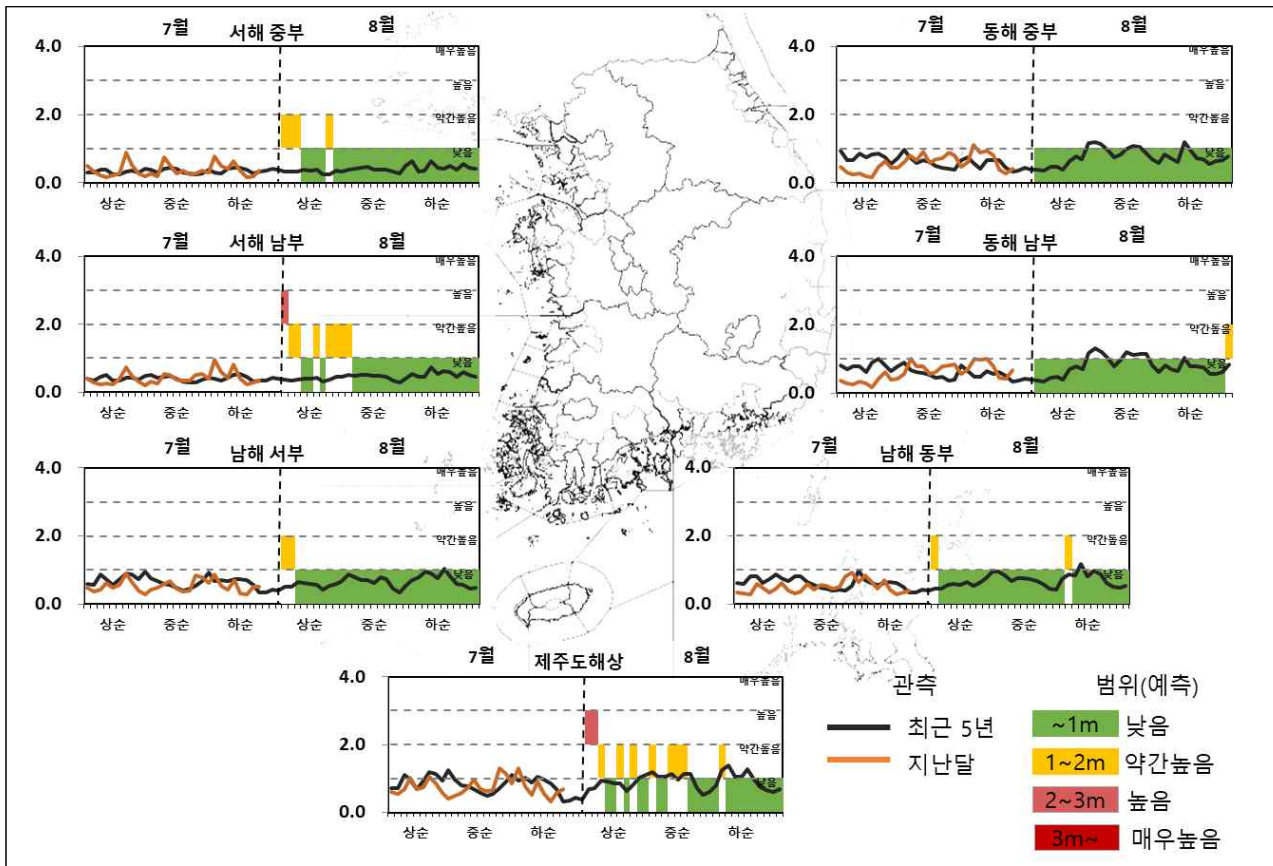 7월 서해 중부 8월
4.0
2.0
0.0
매우높음
높음
약간높음
낮음
상순 중순 하순 상순 중순 하순
7월 동해 중부 8월
4.0
2.0
0.0
매우높음
높음
약간높음
낮음
상순 중순 하순 상순 중순 하순
7월 서해 남부 8월
4.0
2.0
0.0
매우높음
높음
약간높음
낮음
상순 중순 하순 상순 중순 하순
7월 동해 남부 8월
4.0
2.0
0.0
매우높음
높음
약간높음
낮음
상순 중순 하순 상순 중순 하순
7월 남해 서부 8월
4.0
2.0
0.0
매우높음
높음
약간높음
낮음
상순 중순 하순 상순 중순 하순
7월 남해 동부 8월
4.0
2.0
0.0
매우높음
높음
약간높음
낮음
상순 중순 하순 상순 중순 하순
7월 제주도해상 8월
4.0
2.0
0.0
매우높음
높음
약간높음
낮음
상순 중순 하순 상순 중순 하순
관측 범위(예측)
최근 5년
지난달
~1m 낮음
1~2m 약간높음
2~3m 높음
3m~ 매우높음